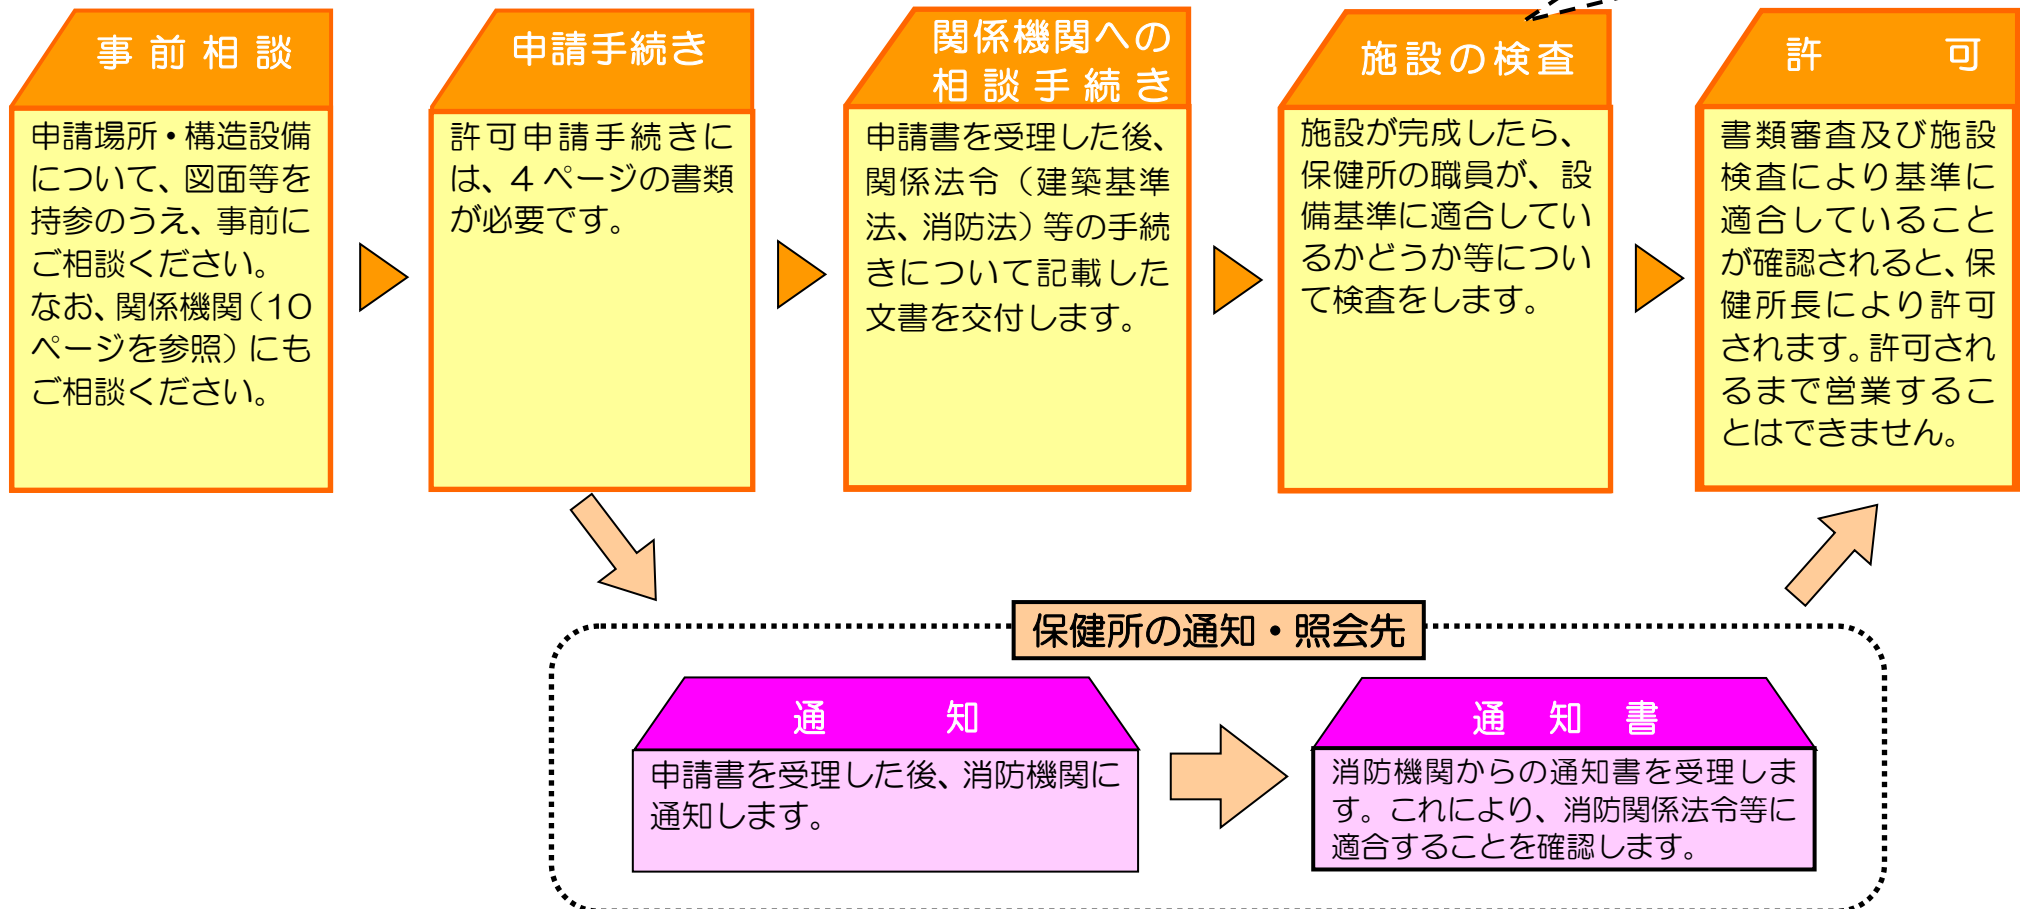 事前相談
申請場所・構造設備
について、図面等を
持参のうえ、事前に
ご相談ください。
なお、関係機関（10
ページを参照）にも
ご相談ください。
申請手続き
許可申請手続きに
は、4ページの書類
が必要です。
関係機関への
相談手続き
申請書を受理した後、
関係法令（建築基準
法、消防法）等の手続
きについて記載した
文書を交付します。
施設の検査
施設が完成したら、
保健所の職員が、設
備基準に適合してい
るかどうか等につい
て検査をします。
許可
書類審査及び施設
検査により基準に
適合していること
が確認されると、保
健所長により許可
されます。許可され
るまで営業するこ
とはできません。
保健所の通知・照会先
通知
申請書を受理した後、消防機関に
通知します。
通知書
消防機関からの通知書を受理しま
す。これにより、消防関係法令等に
適合することを確認します。